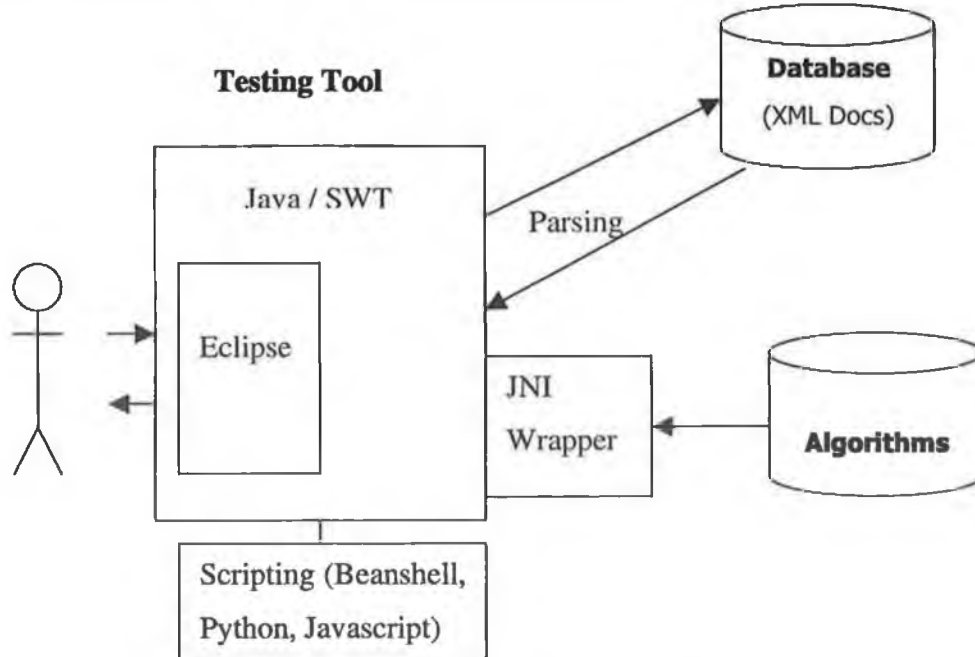 Testing Tool
Database
(XML Docs)
Java / SWT
Parsing
Eclipse
JNI
Wrapper
Algorithms
Scripting (Beanshell,
Python, Javascript)